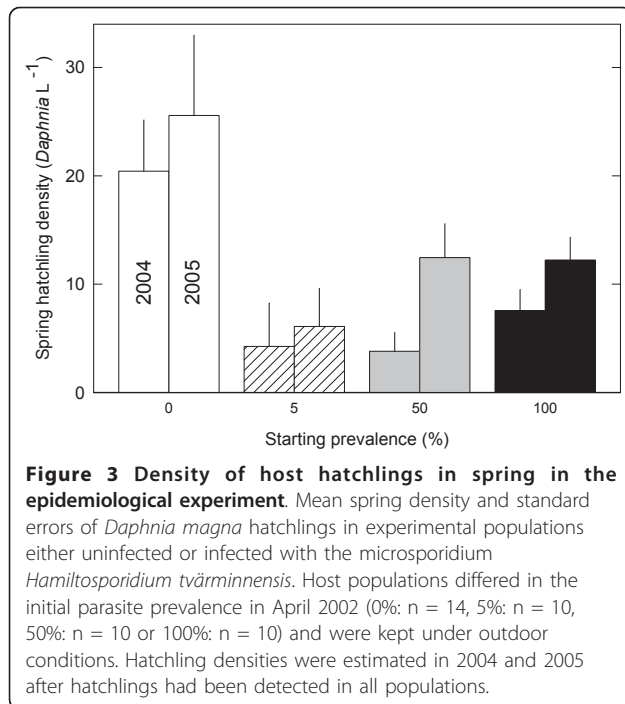 30
20
10
0
Spring hatchling density (Daphnia L⁻¹)
2004
2005
0
5
50
100
Starting prevalence (%)
Figure 3 Density of host hatchlings in spring in the
epidemiological experiment. Mean spring density and standard
errors of Daphnia magna hatchlings in experimental populations
either uninfected or infected with the microsporidium
Hamiltosporidium tvärminnensis. Host populations differed in the
initial parasite prevalence in April 2002 (0%: n = 14, 5%: n = 10,
50%: n = 10 or 100%: n = 10) and were kept under outdoor
conditions. Hatchling densities were estimated in 2004 and 2005
after hatchlings had been detected in all populations.